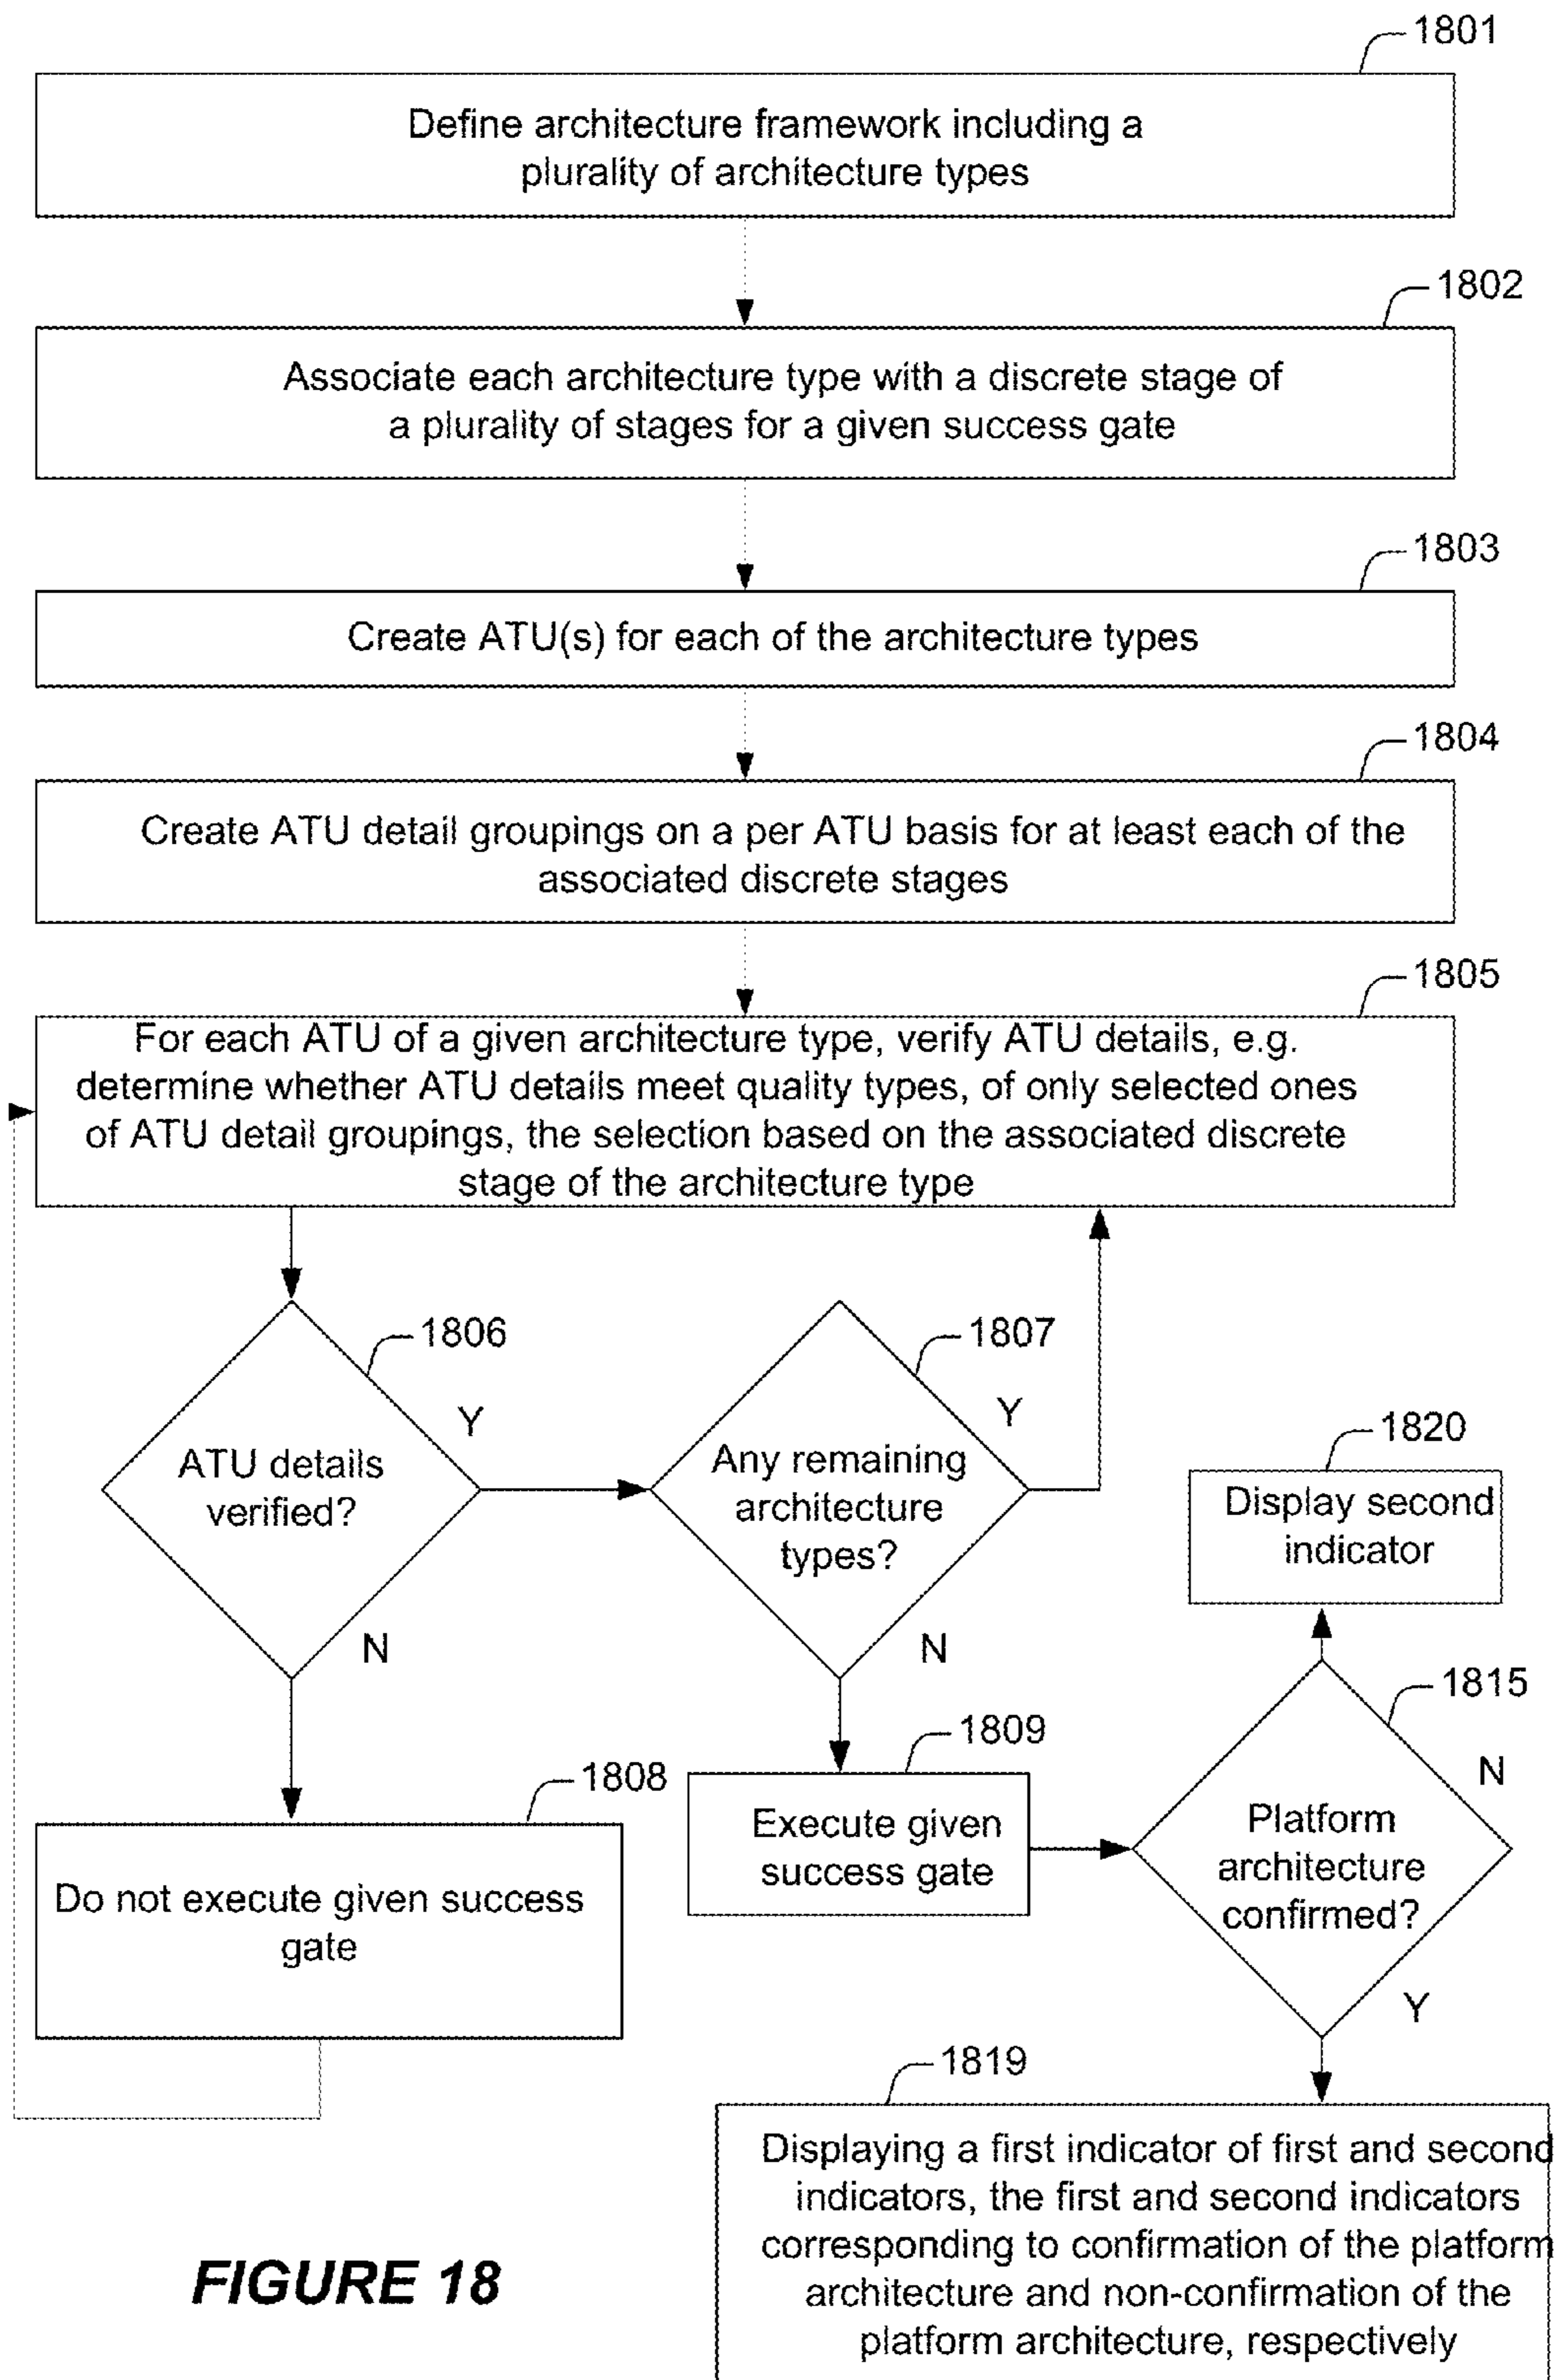 1801
Define architecture framework including a
plurality of architecture types
1802
Associate each architecture type with a discrete stage of
a plurality of stages for a given success gate
1803
Create ATU(s) for each of the architecture types
1804
Create ATU detail groupings on a per ATU basis for at least each of the
associated discrete stages
1805
For each ATU of a given architecture type, verify ATU details, e.g.
determine whether ATU details meet quality types, of only selected ones
of ATU detail groupings, the selection based on the associated discrete
stage of the architecture type
1806
ATU details
verified?
Y
N
1807
Any remaining
architecture
types?
Y
N
1808
Do not execute given success
gate
1809
Execute given
success gate
1820
Display second
indicator
1815
Platform
architecture
confirmed?
N
Y
1819
Displaying a first indicator of first and second
indicators, the first and second indicators
corresponding to confirmation of the platform
architecture and non-confirmation of the
platform architecture, respectively
FIGURE 18